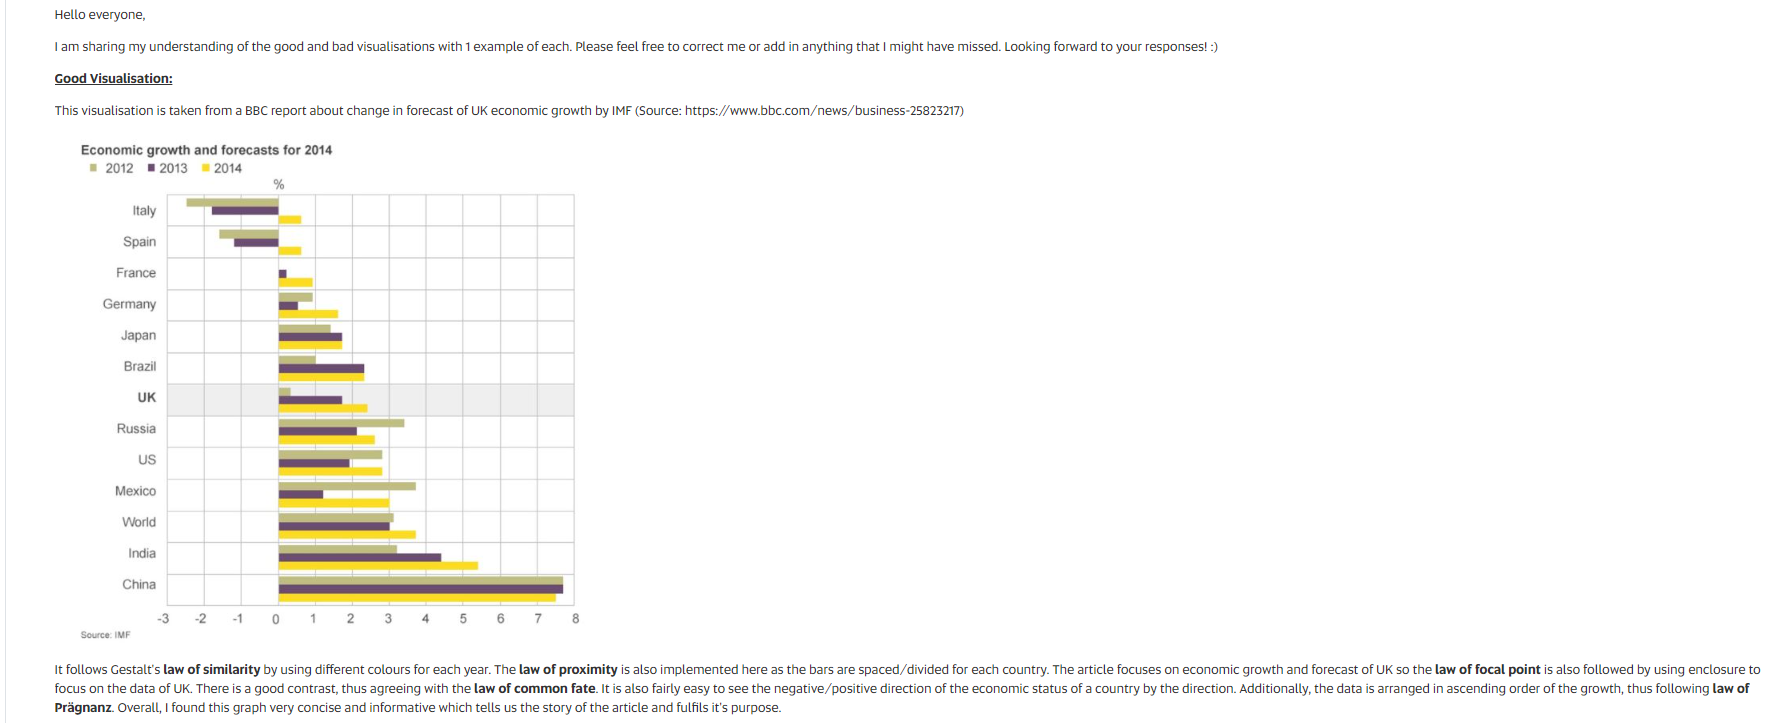 Hello everyone,
I am sharing my understanding of the good and bad visualisations with 1 example of each. Please feel free to correct me or add in anything that I might have missed. Looking forward to your responses! :)
Good Visualisation:
This visualisation is taken from a BBC report about change in forecast of UK economic growth by IMF (Source: https://www.bbc.com/news/business-25823217)
Economic growth and forecasts for 2014
2012 2013 2014
%
Italy
Spain
France
Germany
Japan
Brazil
UK
Russia
US
Mexico
World
India
China
-3 -2 -1 0 1 2 3 4 5 6 7 8
Source: IMF
It follows Gestalt's law of similarity by using different colours for each year. The law of proximity is also implemented here as the bars are spaced/divided for each country. The article focuses on economic growth and forecast of UK so the law of focal point is also followed by using enclosure to
focus on the data of UK. There is a good contrast, thus agreeing with the law of common fate. It is also fairly easy to see the negative/positive direction of the economic status of a country by the direction. Additionally, the data is arranged in ascending order of the growth, thus following law of
Prägnanz. Overall, I found this graph very concise and informative which tells us the story of the article and fulfils it's purpose.